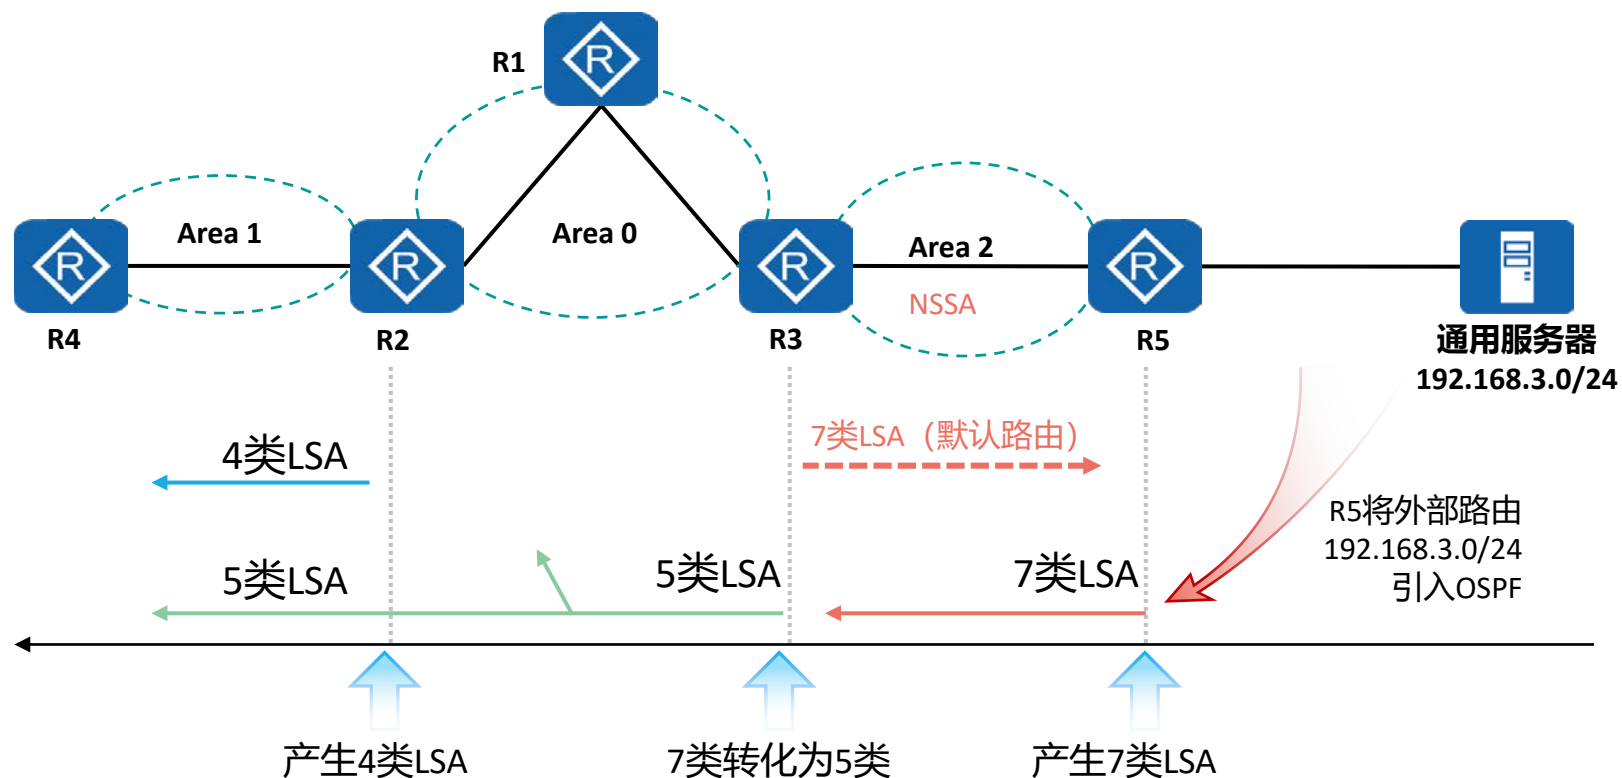 R1
R
Area 1
Area 0
Area 2
R
R
R
R
NSSA
R4
R2
R3
R5
通用服务器
192.168.3.0/24
7类LSA（默认路由）
4类LSA
R5将外部路由
192.168.3.0/24
引入OSPF
5类LSA
5类LSA
7类LSA
产生4类LSA
7类转化为5类
产生7类LSA